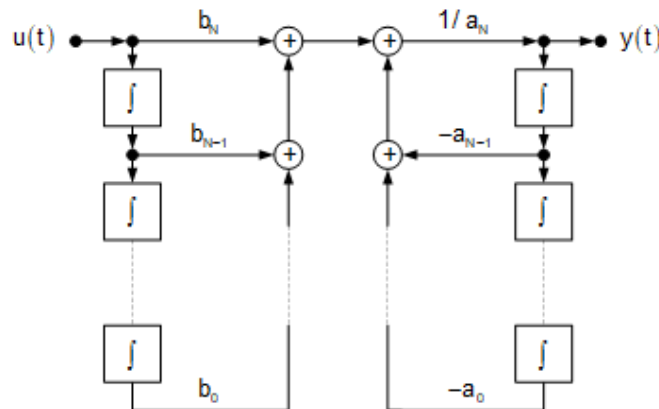 u(t) b_N + + 1/ a_N y(t)
∫ ∫
b_{N–1} + + –a_{N–1}
∫ ∫
∫ ∫
b_0 –a_0